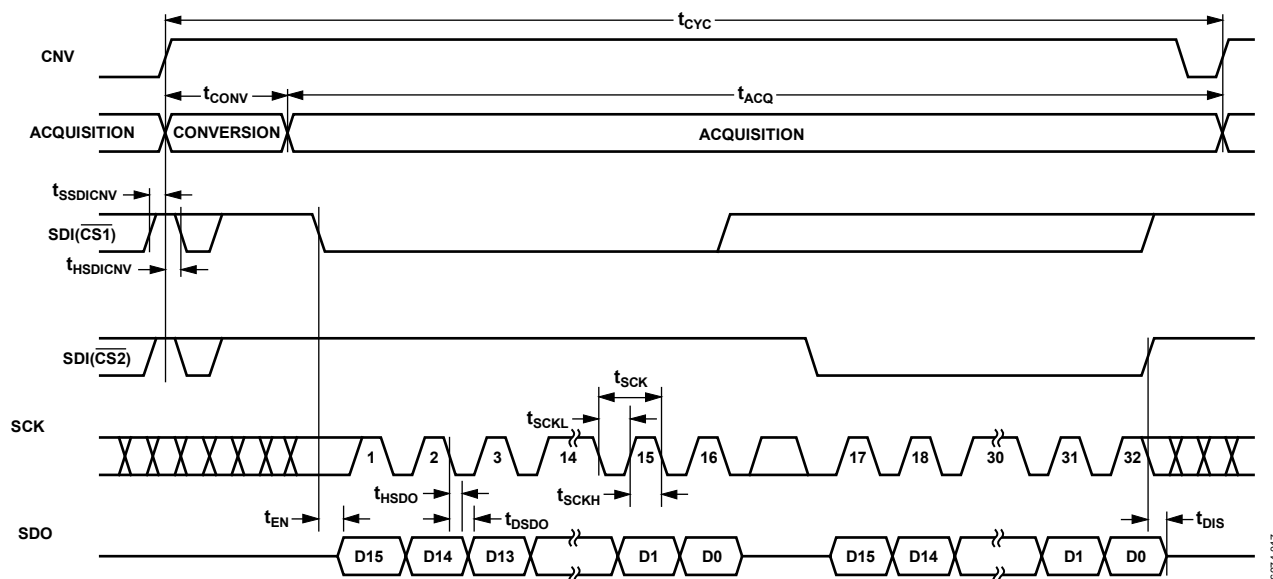 tCYC
CNV
tCONV
tACQ
ACQUISITION
CONVERSION
ACQUISITION
tSSDICNV
SDI(CS1)
tHSDICNV
SDI(CS2)
tSCK
tSCKL
SCK
1
2
3
14
15
16
17
18
30
31
32
tHSDO
tSCKH
tEN
tDSDO
tDIS
SDO
D15
D14
D13
D1
D0
D15
D14
D1
D0